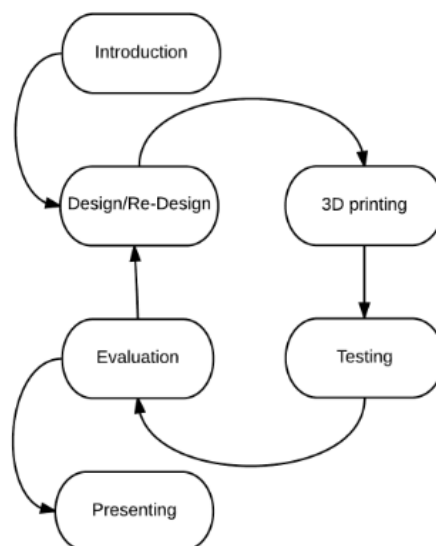 Introduction
Design/Re-Design
3D printing
Evaluation
Testing
Presenting